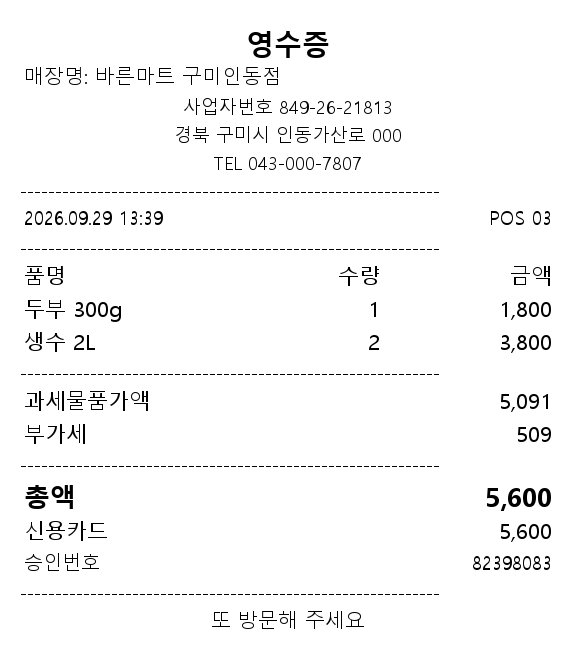 영수증
매장명: 바른마트 구미인동점
사업자번호 849-26-21813
경북 구미시 인동가산로 000
TEL 043-000-7807
2026.09.29 13:39 POS 03
품명 수량 금액
두부 300g 1 1,800
생수 2L 2 3,800
과세물품가액 5,091
부가세 509
총액 5,600
신용카드 5,600
승인번호 82398083
또 방문해 주세요